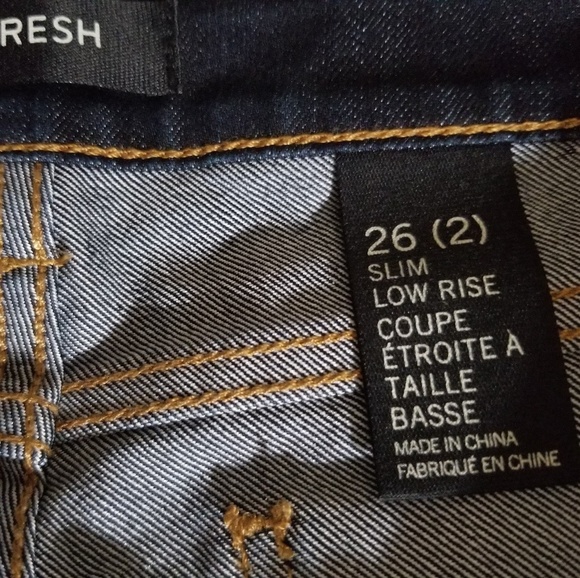 RESH
26 (2)
SLIM
LOW RISE
COUPE
ÉTROITE À
TAILLE
BASSE
MADE IN CHINA
FABRIQUÉ EN CHINE